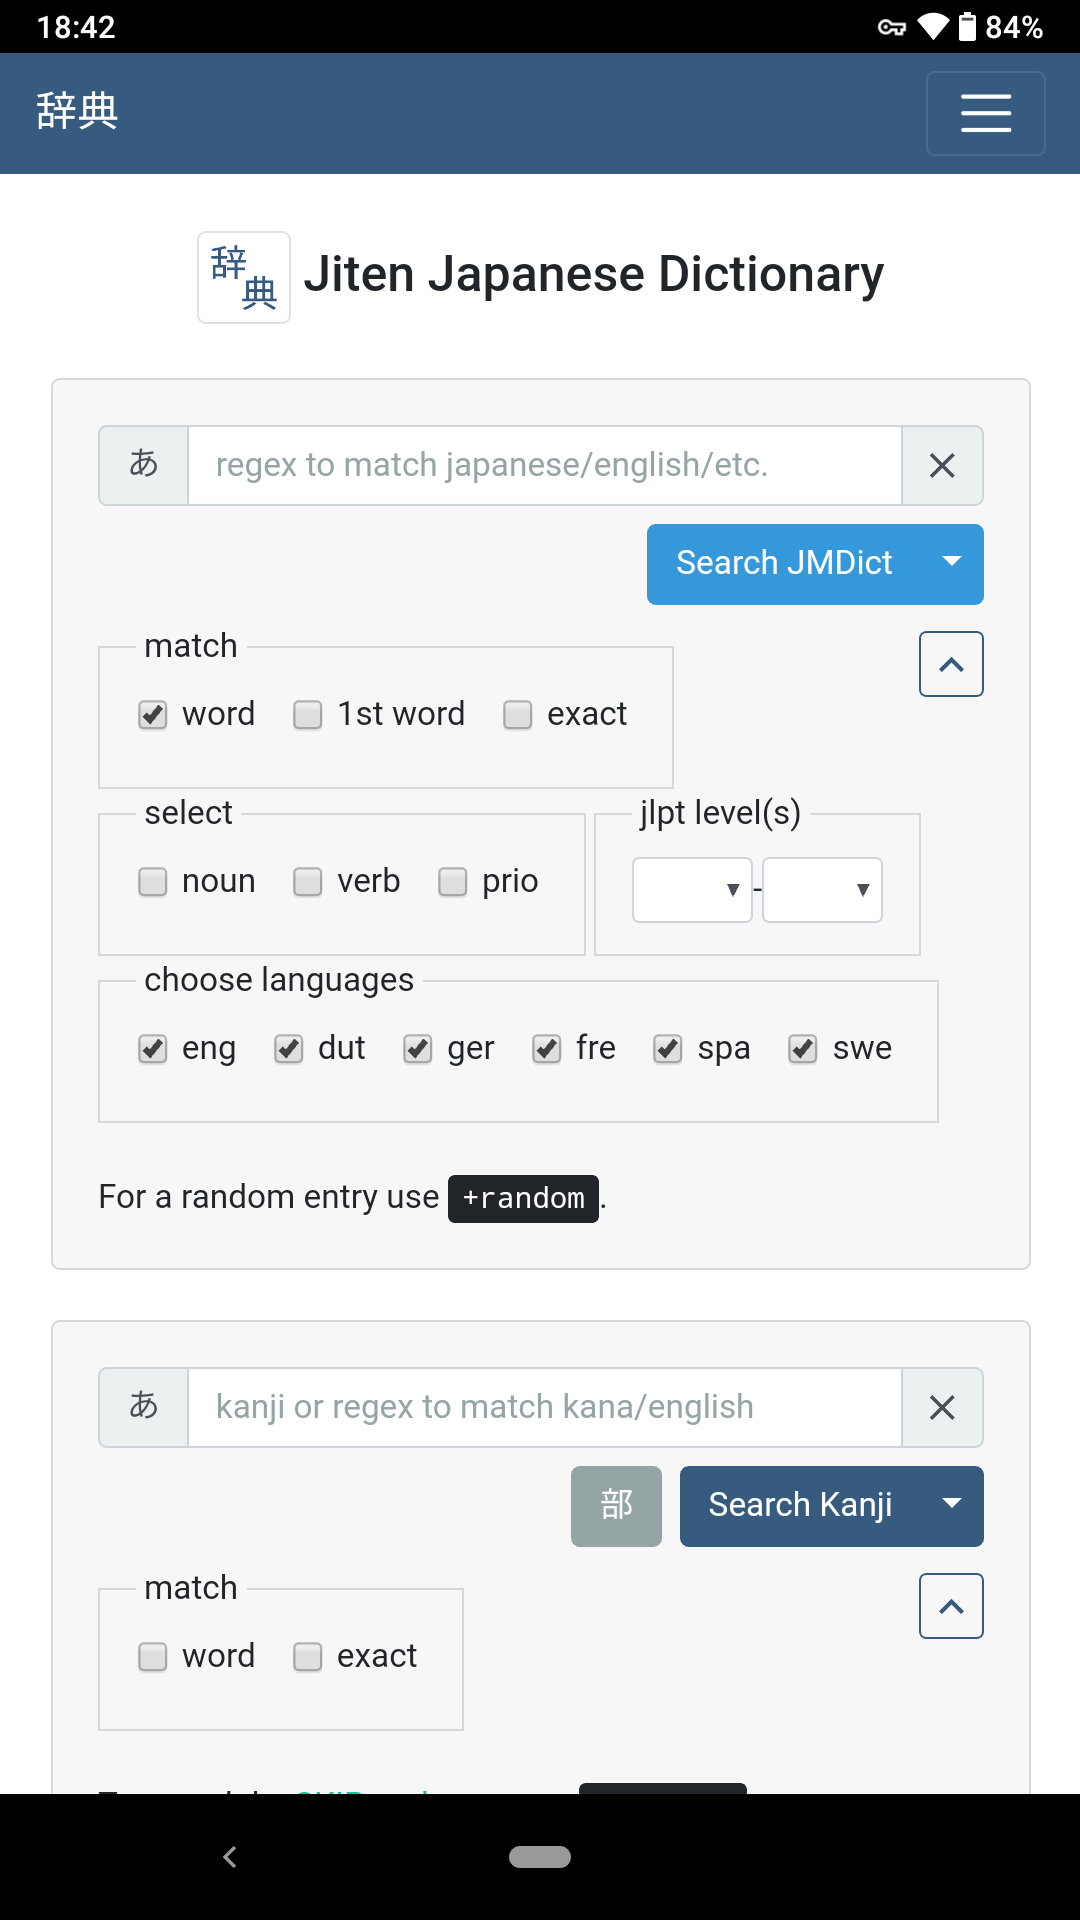 18:42 84%
辞典
辞典 Jiten Japanese Dictionary
あ regex to match japanese/english/etc.
Search JMDict
match
word 1st word exact
select jlpt level(s)
noun verb prio -
choose languages
eng dut ger fre spa swe
For a random entry use +random.
あ kanji or regex to match kana/english
部 Search Kanji
match
word exact